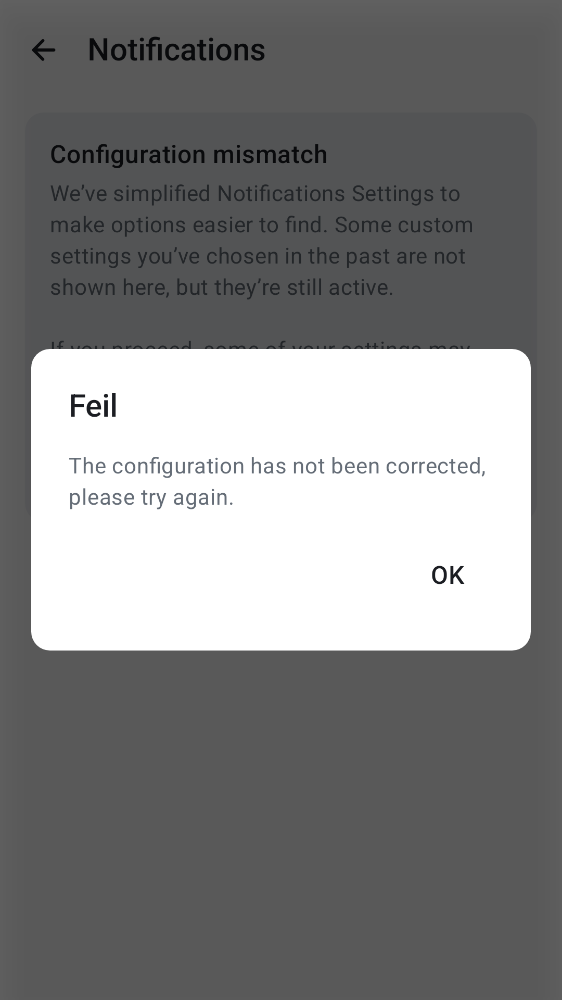 Notifications
Configuration mismatch
We’ve simplified Notifications Settings to
make options easier to find. Some custom
settings you’ve chosen in the past are not
shown here, but they’re still active.
If you proceed, some of your settings may
Feil
The configuration has not been corrected,
please try again.
OK